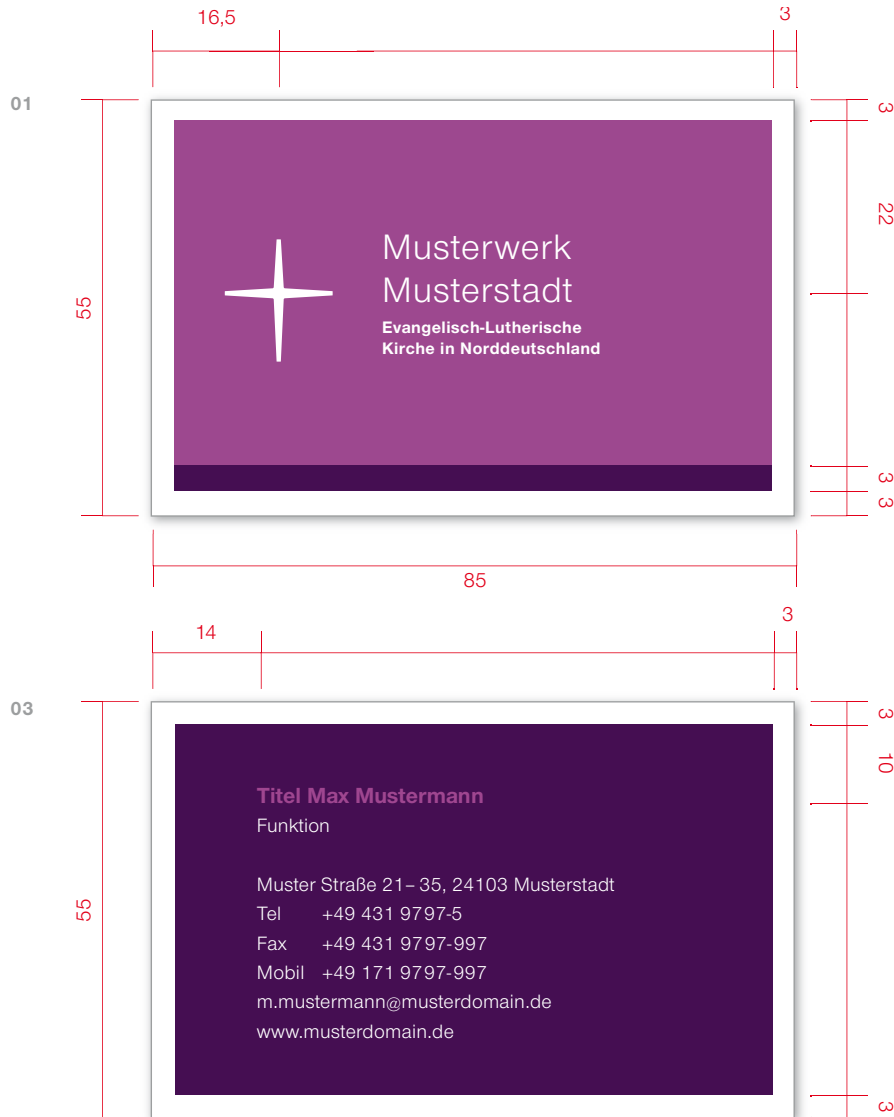 16,5
3
01
3
22
55
Musterwerk
Musterstadt
Evangelisch-Lutherische
Kirche in Norddeutschland
3
3
85
14
3
03
3
10
55
Titel Max Mustermann
Funktion
Muster Straße 21– 35, 24103 Musterstadt
Tel +49 431 9797-5
Fax +49 431 9797-997
Mobil +49 171 9797-997
m.mustermann@musterdomain.de
www.musterdomain.de
3